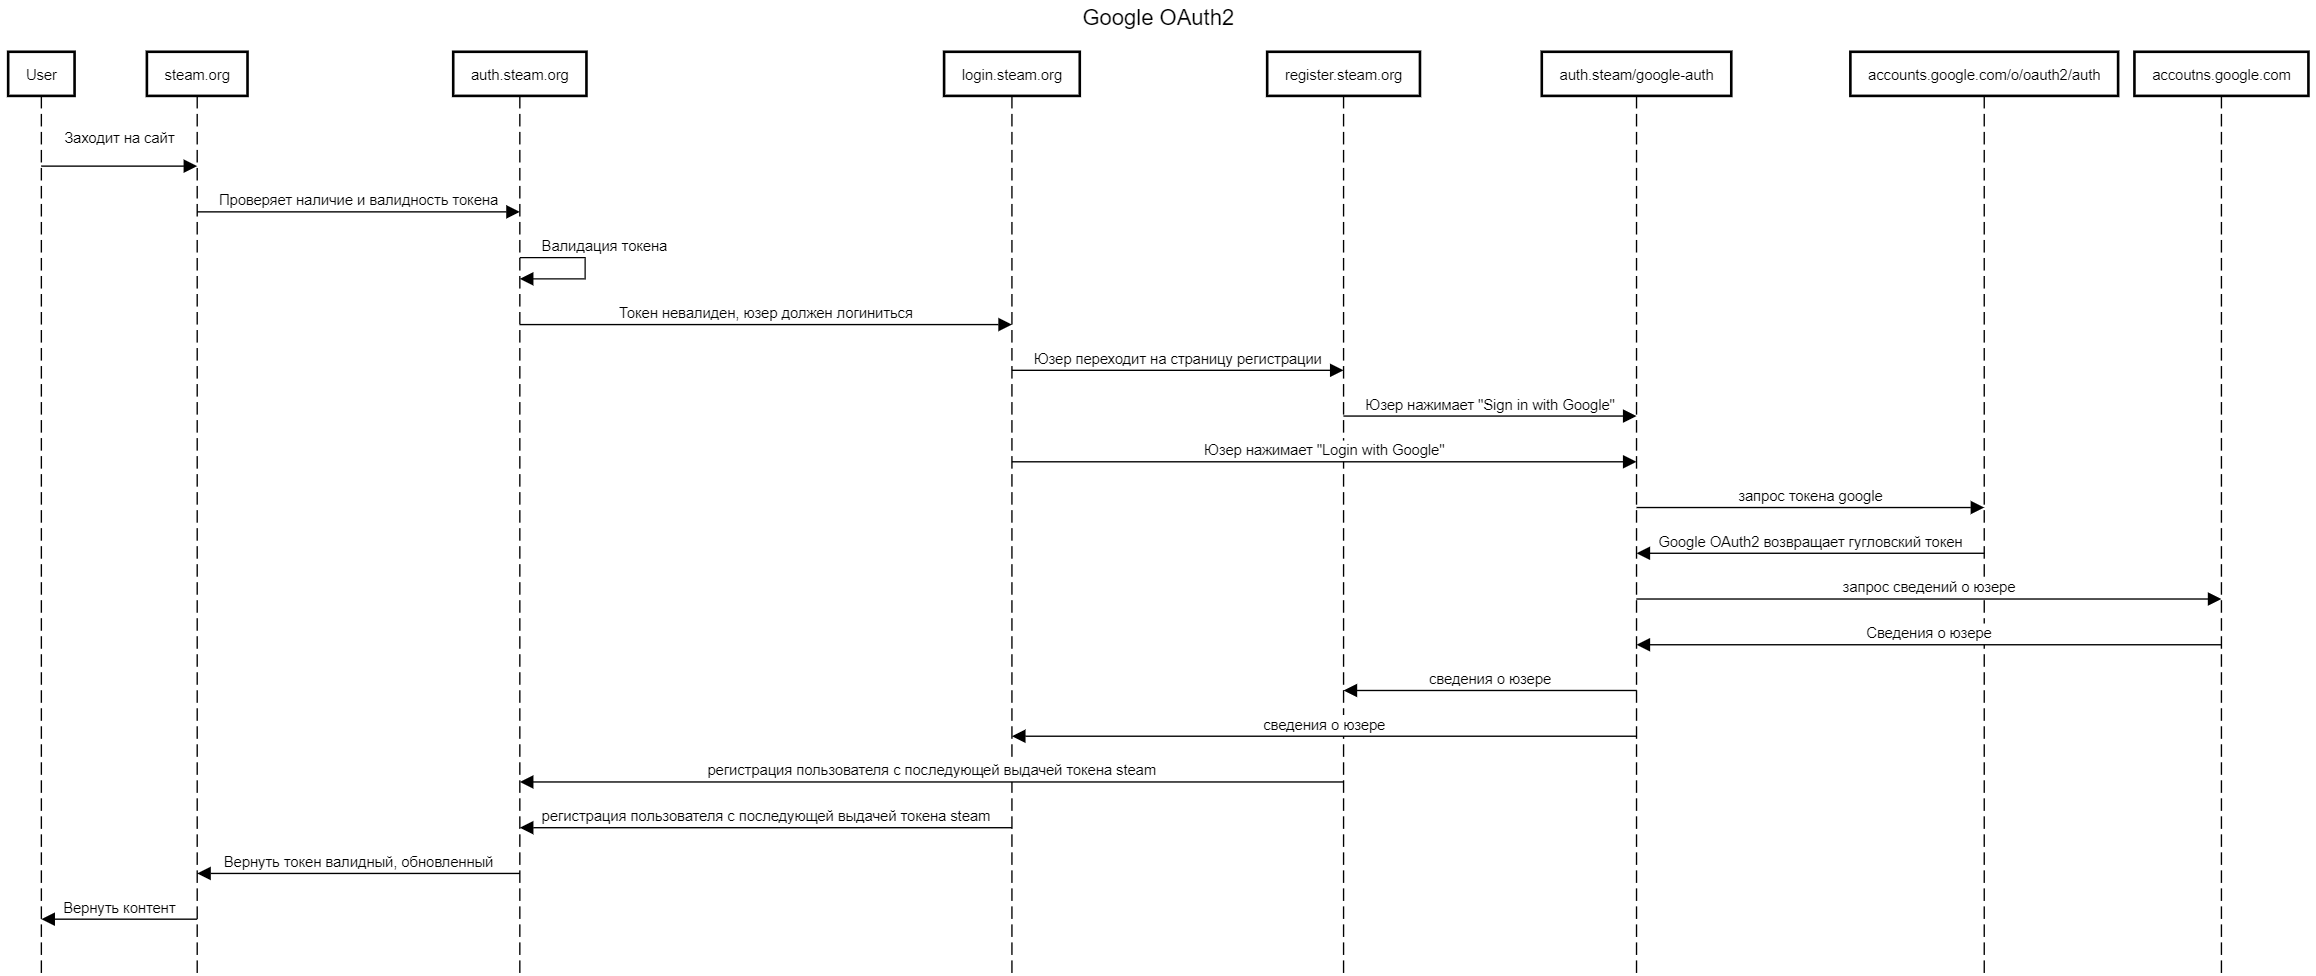 Google OAuth2
User
steam.org
auth.steam.org
login.steam.org
register.steam.org
auth.steam/google-auth
accounts.google.com/o/oauth2/auth
accoutns.google.com
Заходит на сайт
Проверяет наличие и валидность токена
Валидация токена
Токен невалиден, юзер должен логиниться
Юзер переходит на страницу регистрации
Юзер нажимает "Sign in with Google"
Юзер нажимает "Login with Google"
запрос токена google
Google OAuth2 возвращает гугловский токен
запрос сведений о юзере
Сведения о юзере
сведения о юзере
сведения о юзере
регистрация пользователя с последующей выдачей токена steam
регистрация пользователя с последующей выдачей токена steam
Вернуть токен валидный, обновленный
Вернуть контент